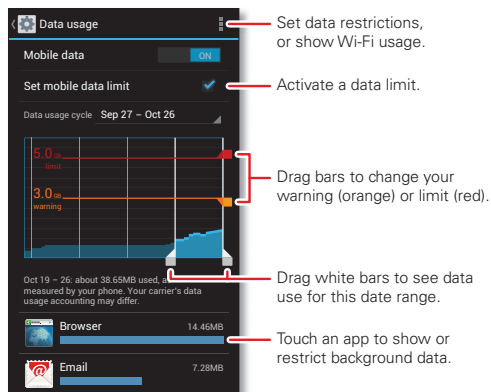 Data usage
Mobile data
ON
Set mobile data limit
Data usage cycle Sep 27 – Oct 26
5.0 GB
limit
3.0 GB
warning
Oct 19 – 26: about 38.65MB used, as
measured by your phone. Your carrier's data
usage accounting may differ.
Browser 14.46MB
Email 7.28MB
Set data restrictions,
or show Wi-Fi usage.
Activate a data limit.
Drag bars to change your
warning (orange) or limit (red).
Drag white bars to see data
use for this date range.
Touch an app to show or
restrict background data.